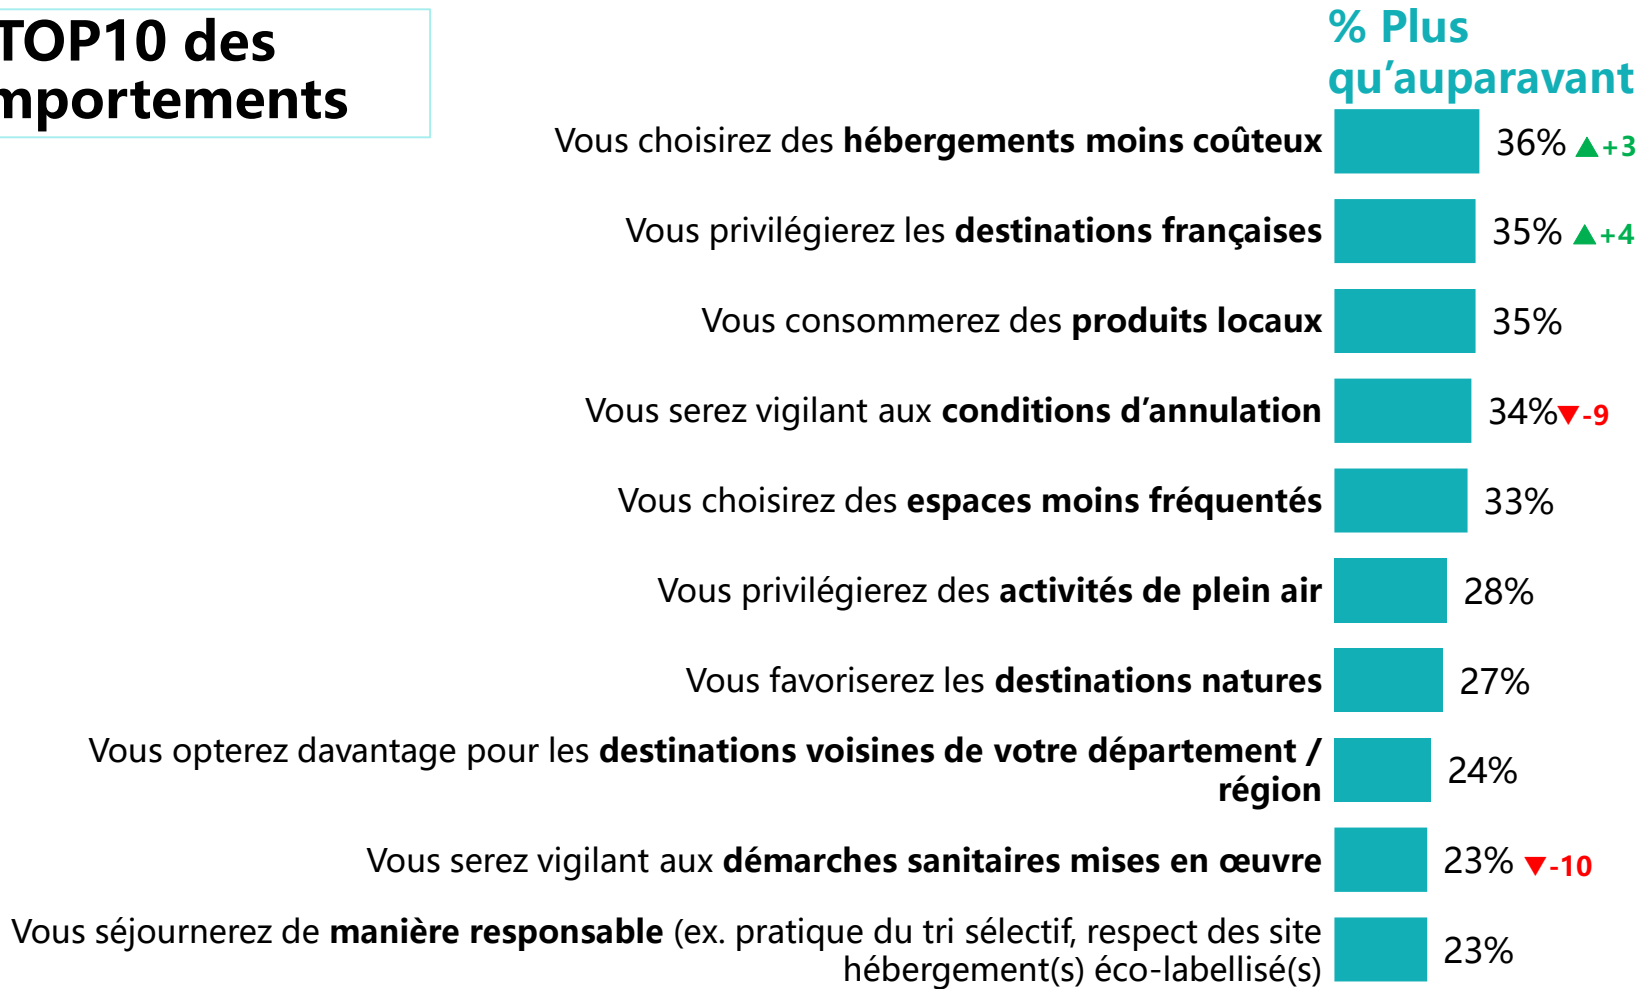 TOP10 des
mportements
% Plus
qu’auparavant
Vous choisirez des hébergements moins coûteux 36% ▲+3
Vous privilégierez les destinations françaises 35% ▲+4
Vous consommerez des produits locaux 35%
Vous serez vigilant aux conditions d’annulation 34%▼-9
Vous choisirez des espaces moins fréquentés 33%
Vous privilégierez des activités de plein air 28%
Vous favoriserez les destinations natures 27%
Vous opterez davantage pour les destinations voisines de votre département /
région 24%
Vous serez vigilant aux démarches sanitaires mises en œuvre 23% ▼-10
Vous séjournerez de manière responsable (ex. pratique du tri sélectif, respect des site
hébergement(s) éco-labellisé(s) 23%